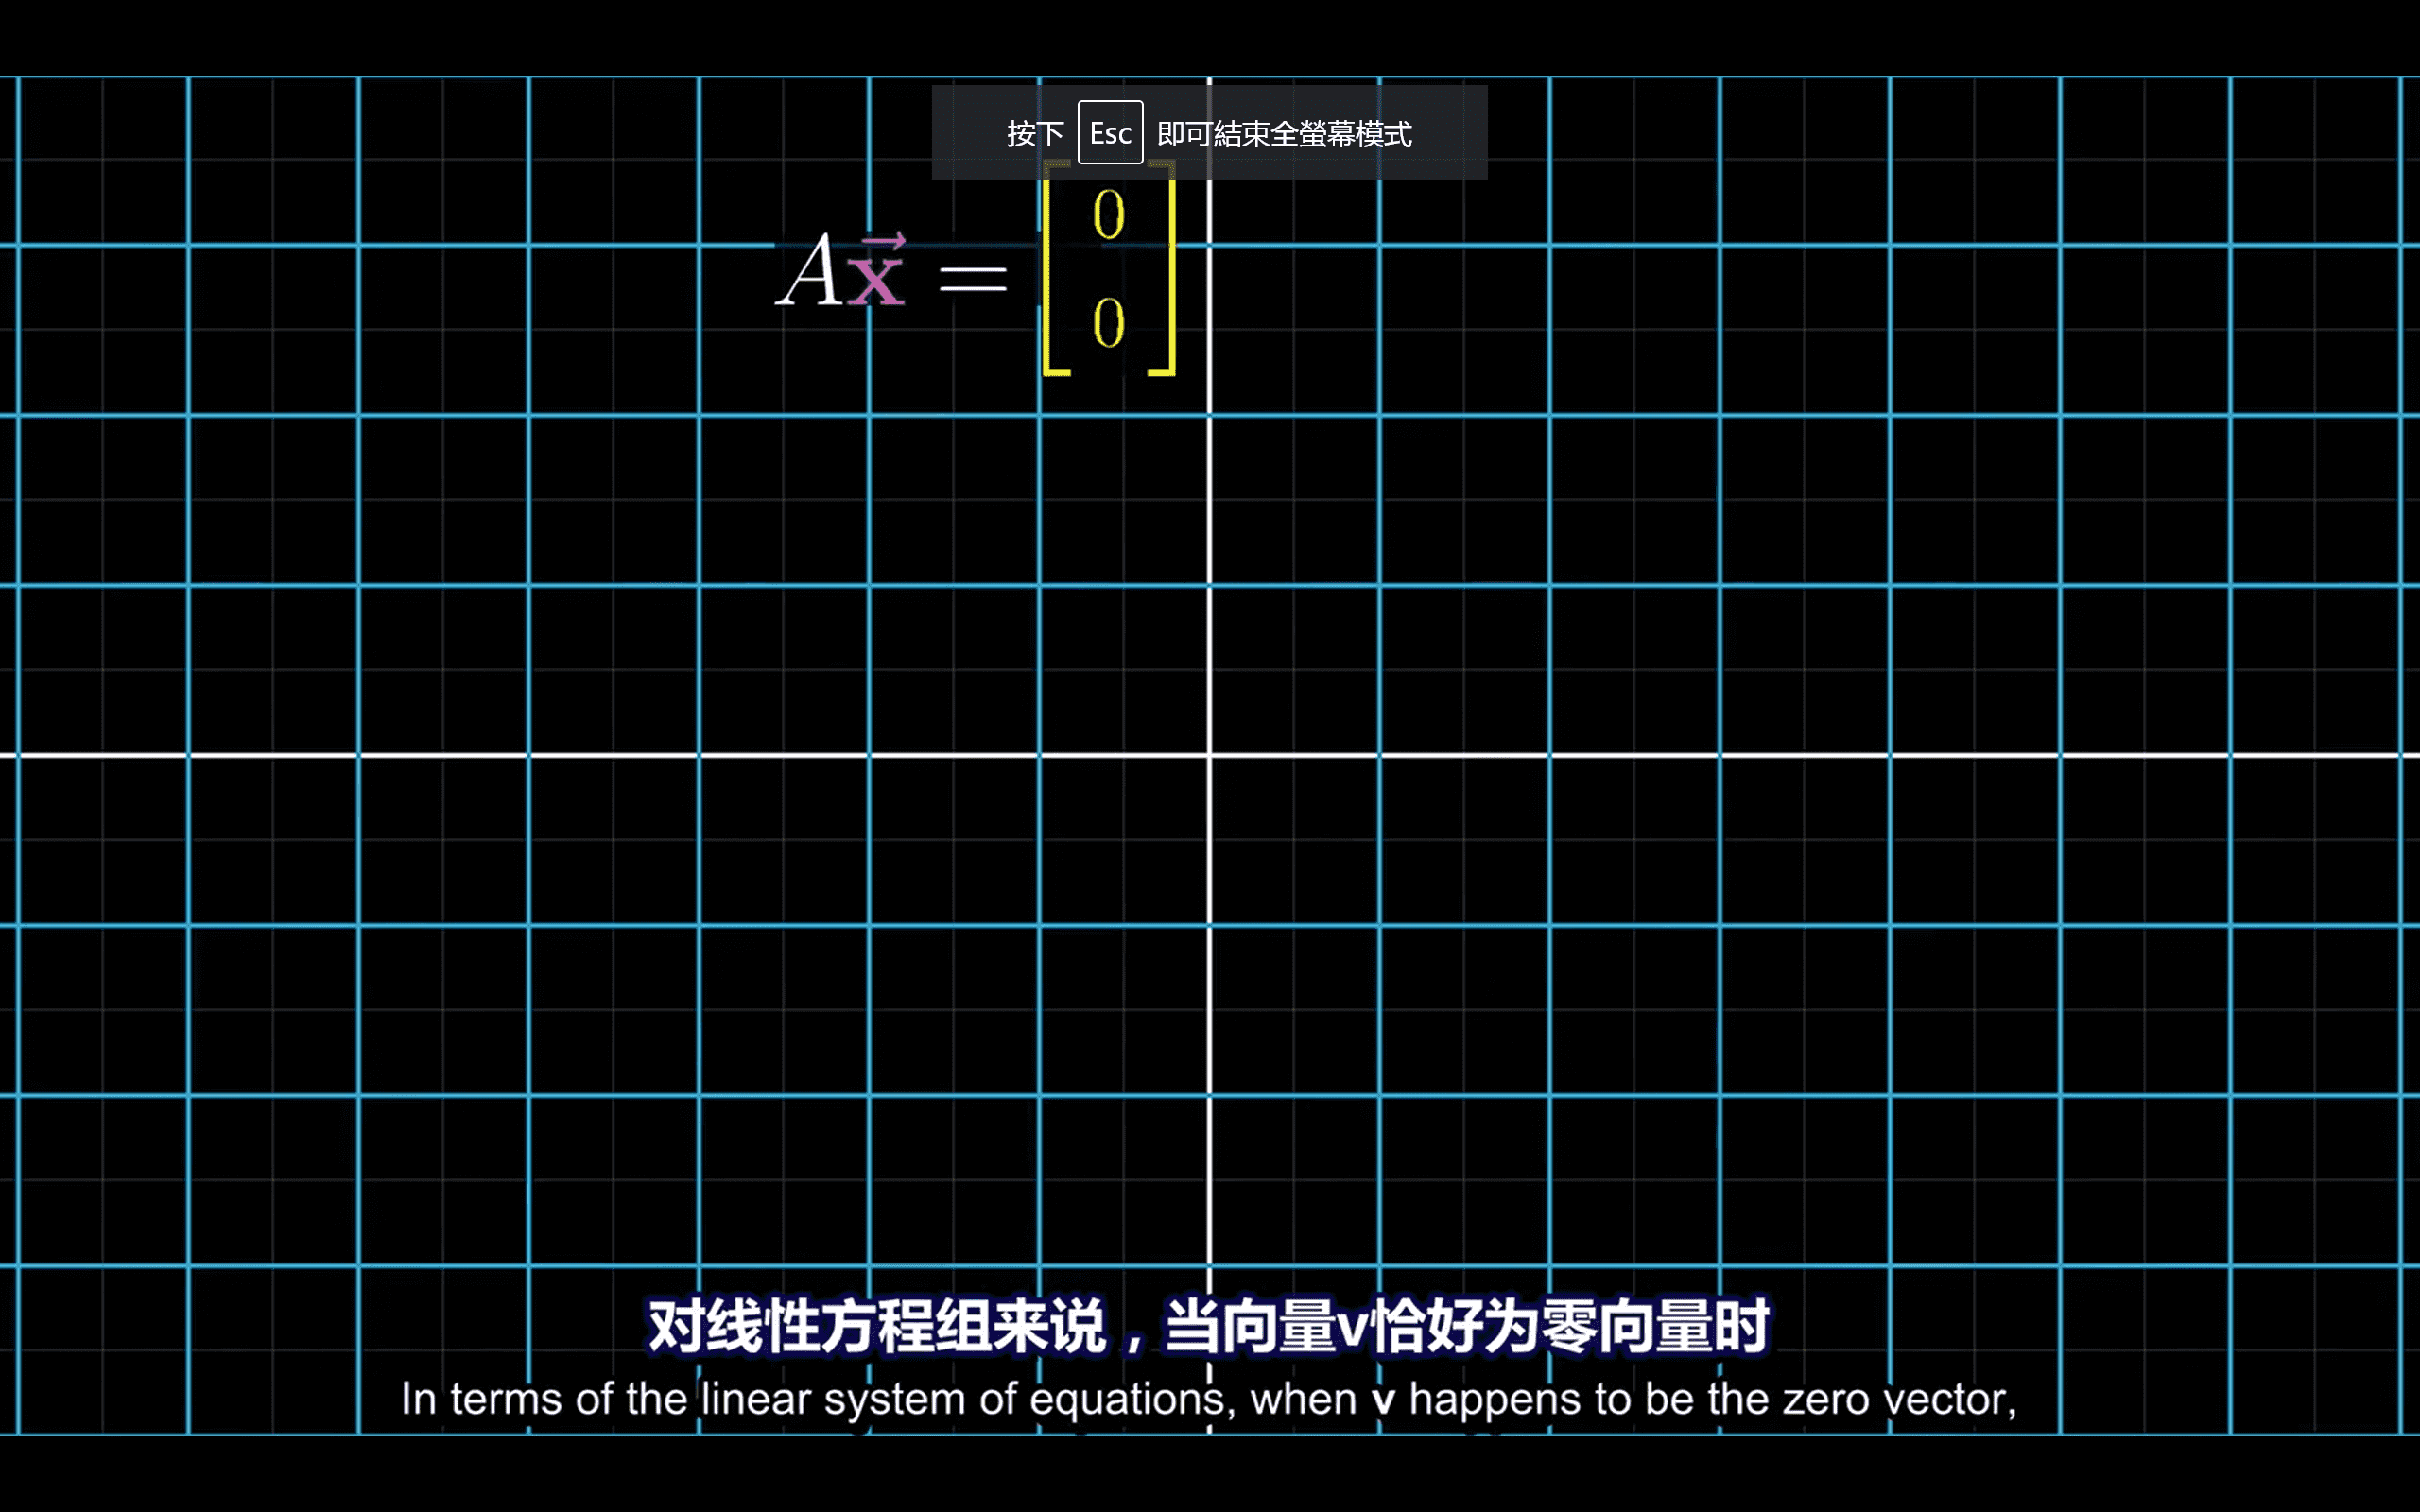 按下 Esc 即可結束全螢幕模式
A\vec{x} = \begin{bmatrix} 0 \\ 0 \end{bmatrix}
对线性方程组来说，当向量v恰好为零向量时
In terms of the linear system of equations, when v happens to be the zero vector,